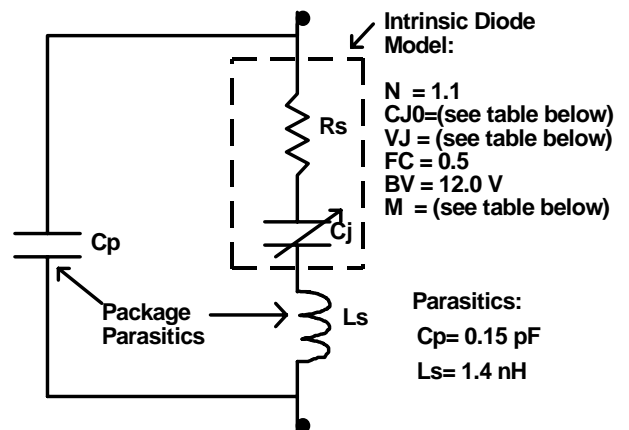 Intrinsic Diode
Model:
N = 1.1
CJ0=(see table below)
VJ = (see table below)
FC = 0.5
BV = 12.0 V
M = (see table below)
Rs
Cj
Cp
Package
Parasitics
Ls
Parasitics:
Cp= 0.15 pF
Ls= 1.4 nH